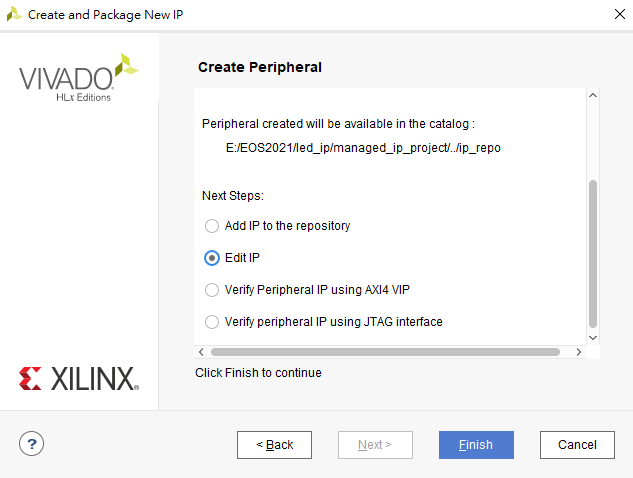 Create and Package New IP
VIVADO
HLx Editions
Create Peripheral
Peripheral created will be available in the catalog :
E:/EOS2021/led_ip/managed_ip_project/../ip_repo
Next Steps:
Add IP to the repository
Edit IP
Verify Peripheral IP using AXI4 VIP
Verify peripheral IP using JTAG interface
XILINX
Click Finish to continue
?
< Back
Next >
Finish
Cancel